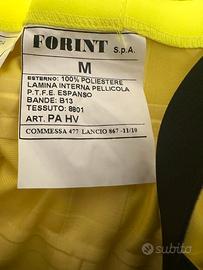 FORINT S.p.A.
M
ESTERNO: 100% POLIESTERE
LAMINA INTERNA PELLICOLA
P.T.F.E. ESPANSO
BANDE: B13
TESSUTO: 8801
ART. PA HV
COMMESSA 477 LANCIO 867 -11/10
subito